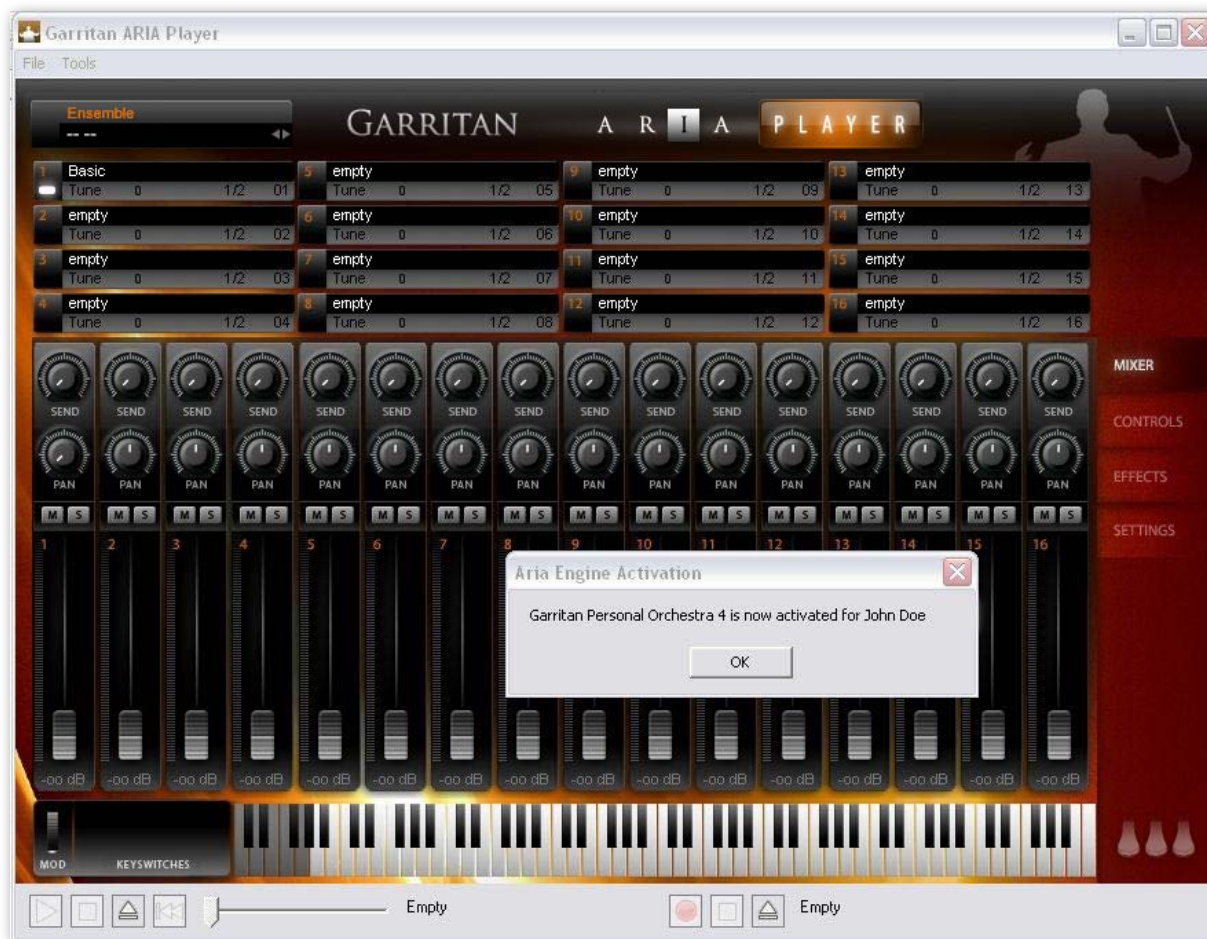 Garritan ARIA Player
File Tools
Ensemble
-- --
GARRITAN ARIA PLAYER
1 Basic
Tune 0 1/2 01
5 empty
Tune 0 1/2 05
9 empty
Tune 0 1/2 09
13 empty
Tune 0 1/2 13
2 empty
Tune 0 1/2 02
6 empty
Tune 0 1/2 06
10 empty
Tune 0 1/2 10
14 empty
Tune 0 1/2 14
3 empty
Tune 0 1/2 03
7 empty
Tune 0 1/2 07
11 empty
Tune 0 1/2 11
15 empty
Tune 0 1/2 15
4 empty
Tune 0 1/2 04
8 empty
Tune 0 1/2 08
12 empty
Tune 0 1/2 12
16 empty
Tune 0 1/2 16
SEND SEND SEND SEND SEND SEND SEND SEND SEND SEND SEND SEND SEND SEND SEND SEND
PAN PAN PAN PAN PAN PAN PAN PAN PAN PAN PAN PAN PAN PAN PAN PAN
M S M S M S M S M S M S M S M S M S M S M S M S M S M S M S M S
1 2 3 4 5 6 7 8 9 10 11 12 13 14 15 16
MIXER
CONTROLS
EFFECTS
SETTINGS
Aria Engine Activation
Garritan Personal Orchestra 4 is now activated for John Doe
OK
-oo dB -oo dB -oo dB -oo dB -oo dB -oo dB -oo dB -oo dB -oo dB -oo dB -oo dB -oo dB -oo dB -oo dB -oo dB -oo dB
MOD KEYSWITCHES
Empty
Empty